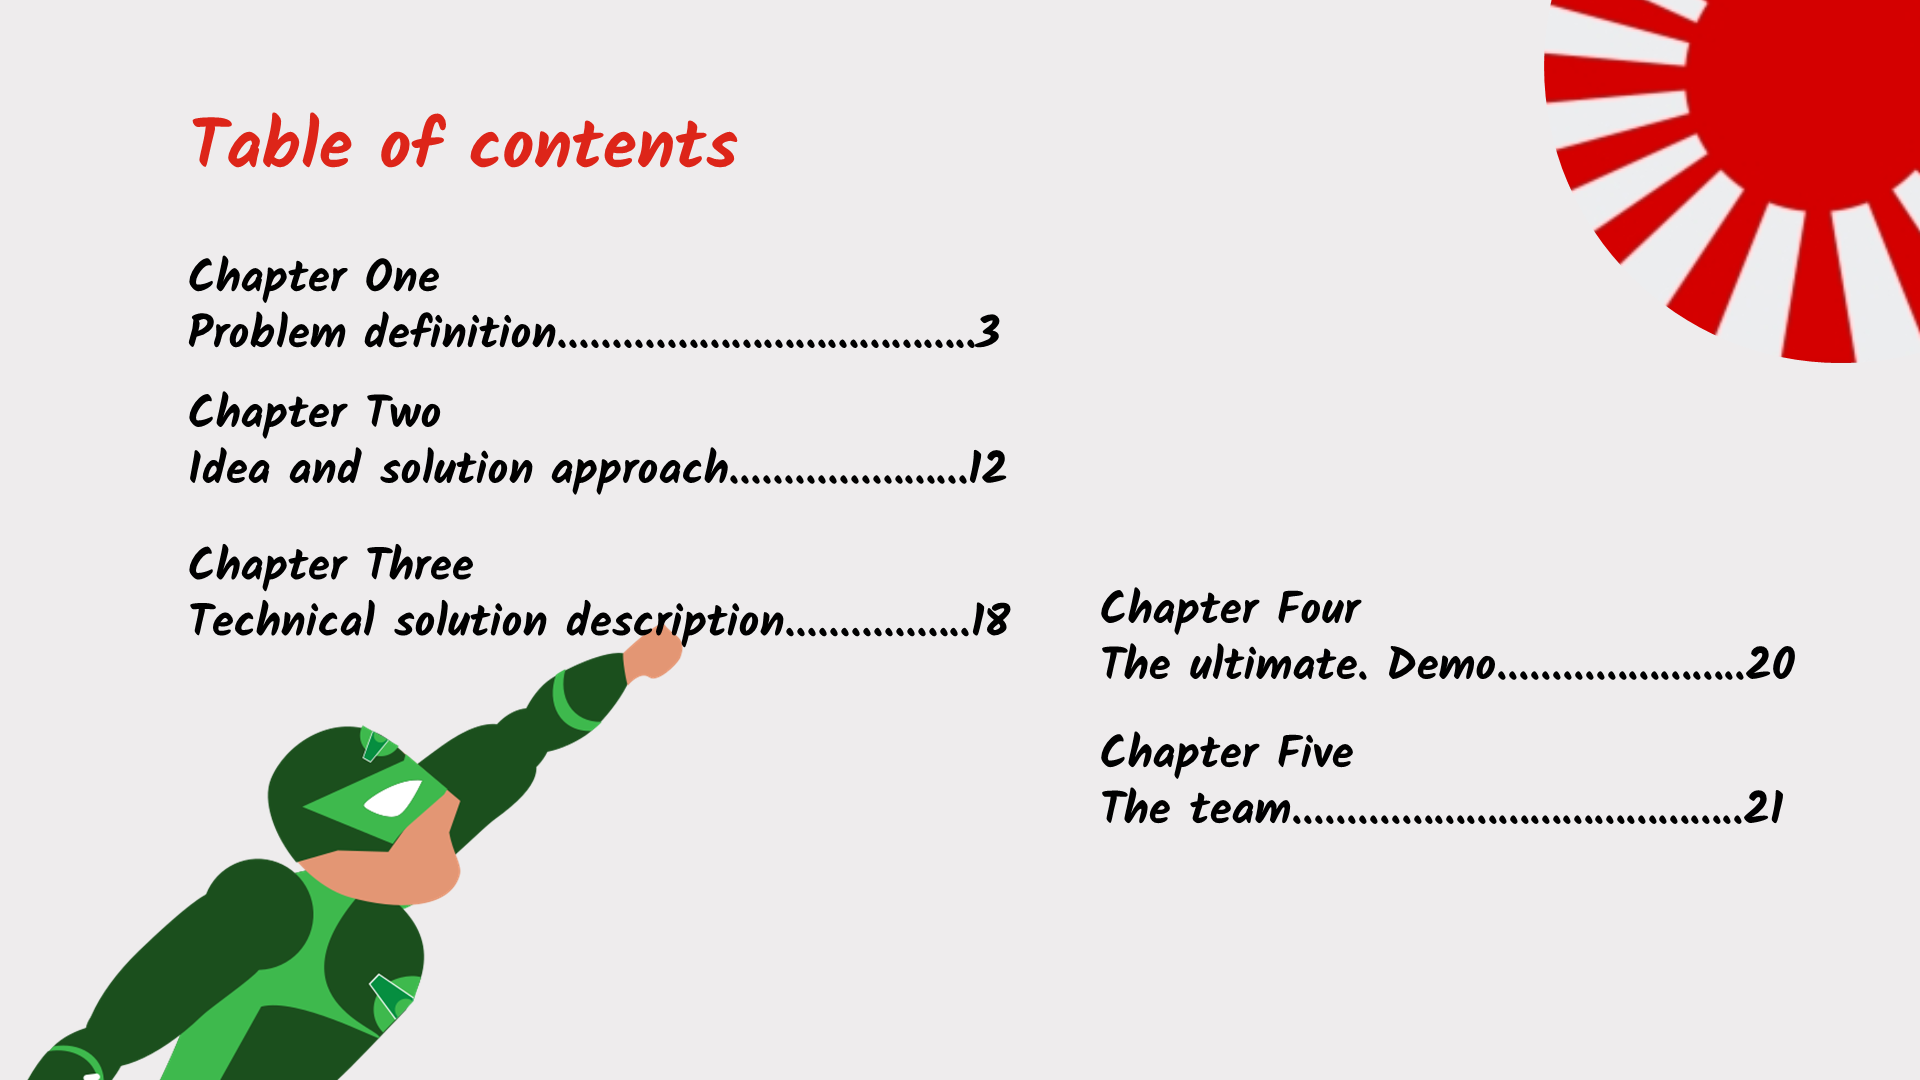 Table of contents
Chapter One
Problem definition......................................3
Chapter Two
Idea and solution approach......................12
Chapter Three
Technical solution description.................18
Chapter Four
The ultimate. Demo.......................20
Chapter Five
The team.........................................21